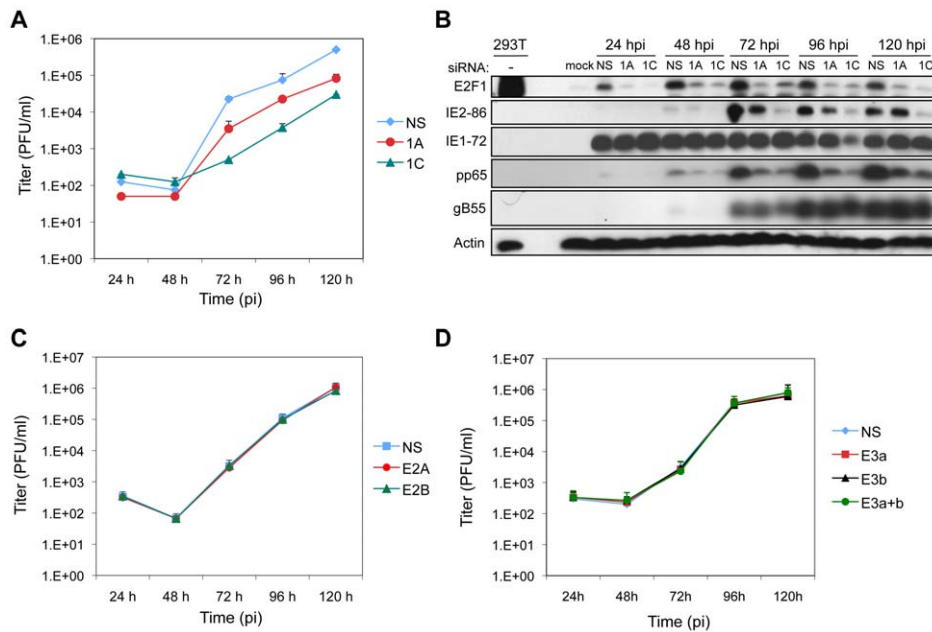 A
1.E+06
1.E+05
1.E+04
1.E+03
1.E+02
1.E+01
1.E+00
Titer (PFU/ml)
24 h 48 h 72 h 96 h 120 h
Time (pi)
NS
1A
1C
B
293T 24 hpi 48 hpi 72 hpi 96 hpi 120 hpi
siRNA: - mock NS 1A 1C NS 1A 1C NS 1A 1C NS 1A 1C NS 1A 1C
E2F1
IE2-86
IE1-72
pp65
gB55
Actin
C
1.E+07
1.E+06
1.E+05
1.E+04
1.E+03
1.E+02
1.E+01
1.E+00
Titer (PFU/ml)
24 h 48 h 72 h 96 h 120 h
Time (pi)
NS
E2A
E2B
D
1.E+07
1.E+06
1.E+05
1.E+04
1.E+03
1.E+02
1.E+01
1.E+00
Titer (PFU/ml)
24h 48h 72h 96h 120h
Time (pi)
NS
E3a
E3b
E3a+b